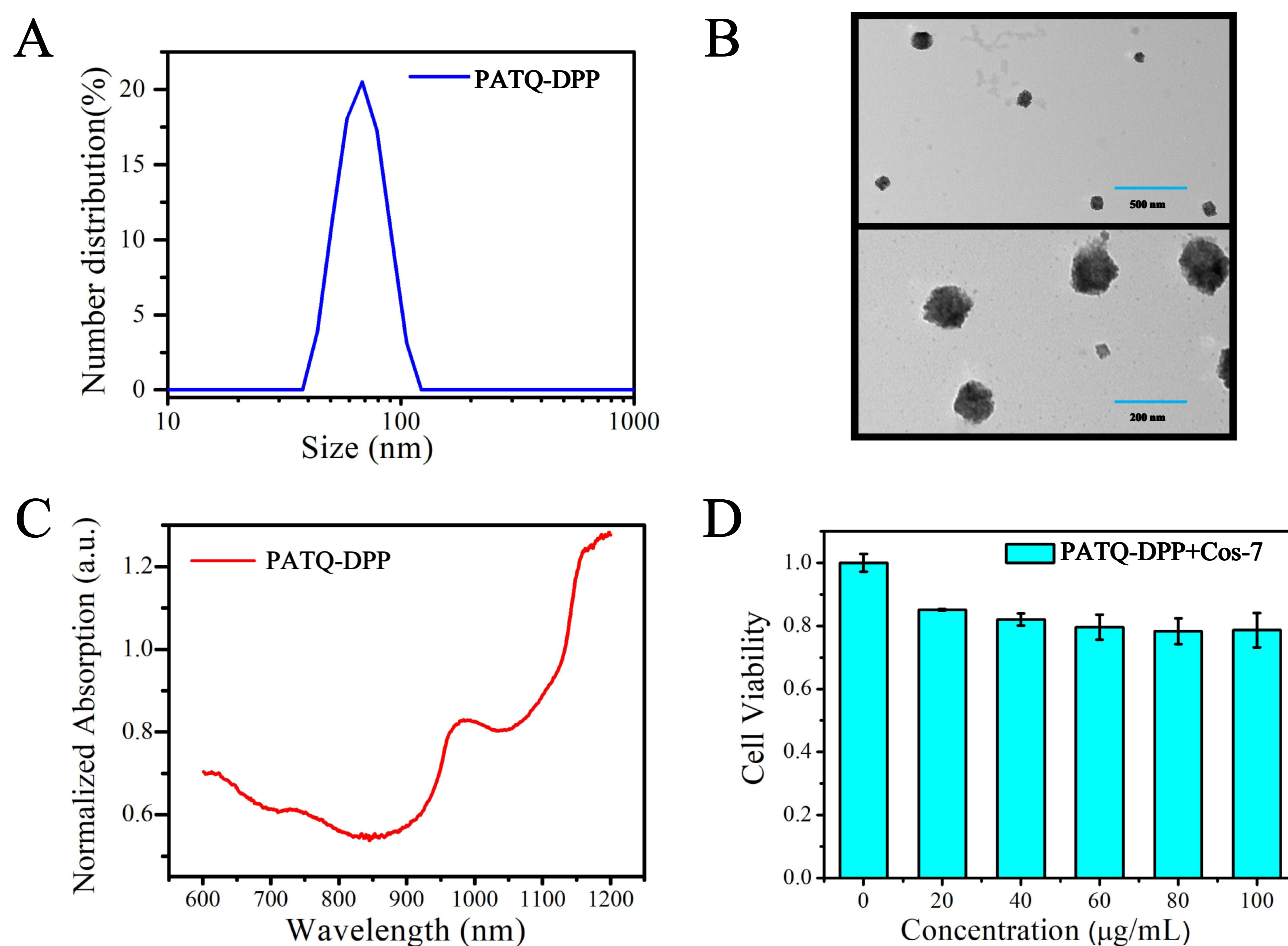 A
Number distribution(%)
20
15
10
5
0
PATQ-DPP
10
100
1000
Size (nm)
B
500 nm
200 nm
C
Normalized Absorption (a.u.)
1.2
1.0
0.8
0.6
PATQ-DPP
600 700 800 900 1000 1100 1200
Wavelength (nm)
D
Cell Viability
1.0
0.8
0.6
0.4
0.2
0.0
PATQ-DPP+Cos-7
0 20 40 60 80 100
Concentration (μg/mL)